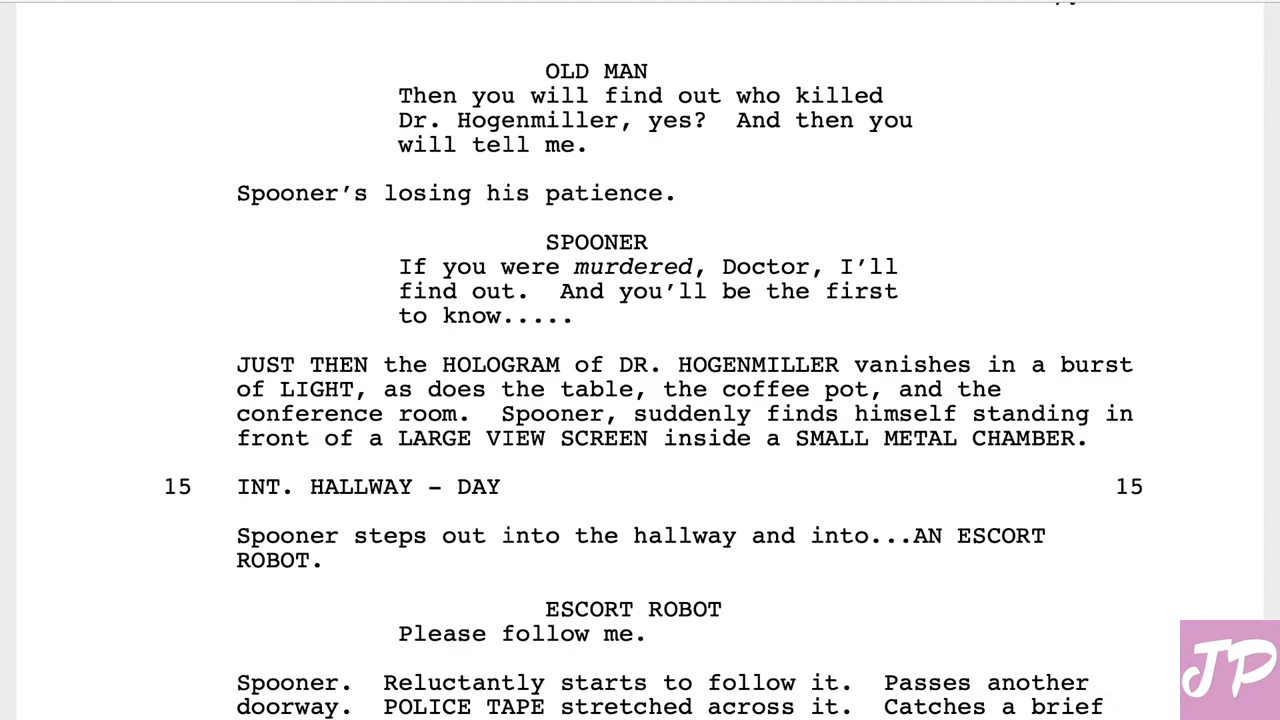 OLD MAN
Then you will find out who killed
Dr. Hogenmiller, yes?  And then you
will tell me.
Spooner’s losing his patience.
SPOONER
If you were murdered, Doctor, I’ll
find out.  And you’ll be the first
to know.....
JUST THEN the HOLOGRAM of DR. HOGENMILLER vanishes in a burst
of LIGHT, as does the table, the coffee pot, and the
conference room.  Spooner, suddenly finds himself standing in
front of a LARGE VIEW SCREEN inside a SMALL METAL CHAMBER.
15 INT. HALLWAY – DAY 15
Spooner steps out into the hallway and into...AN ESCORT
ROBOT.
ESCORT ROBOT
Please follow me.
Spooner.  Reluctantly starts to follow it.  Passes another
doorway.  POLICE TAPE stretched across it.  Catches a brief
JP